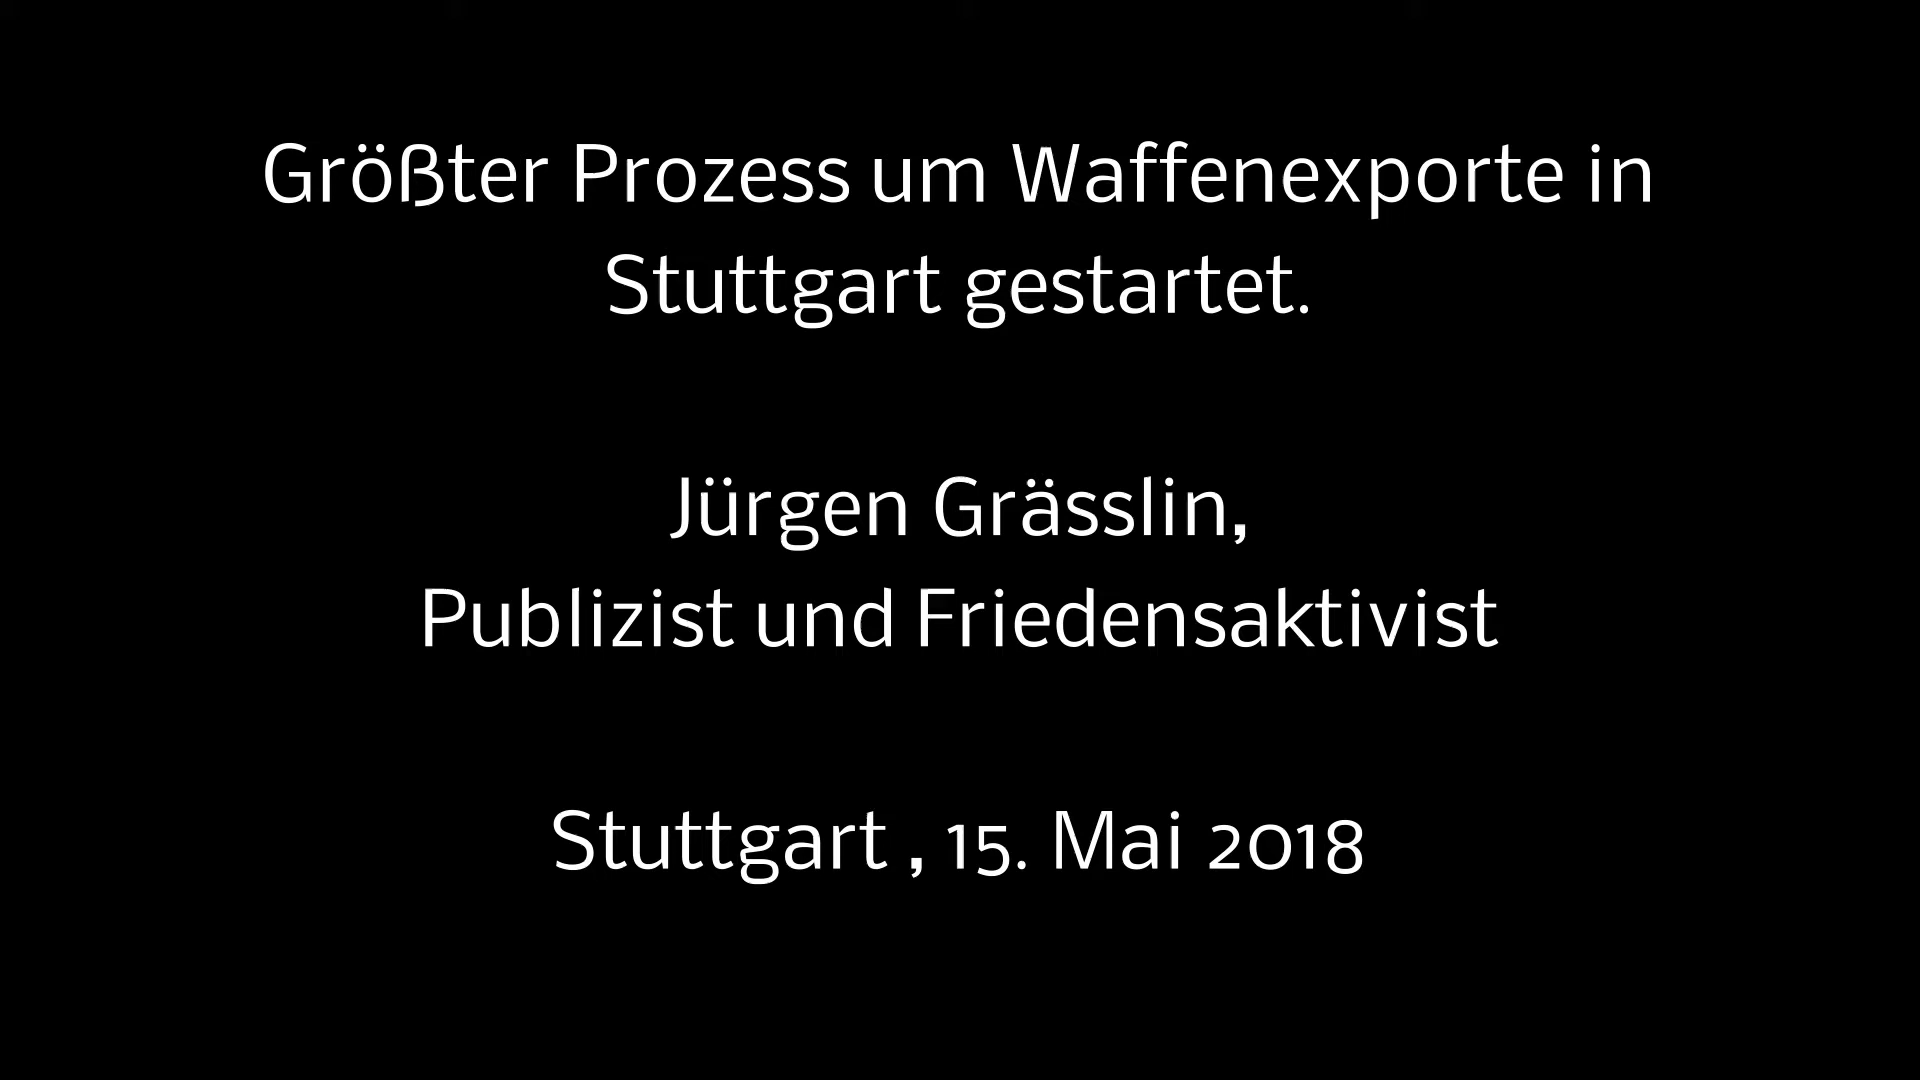 Größter Prozess um Waffenexporte in
Stuttgart gestartet.
Jürgen Grässlin,
Publizist und Friedensaktivist
Stuttgart , 15. Mai 2018